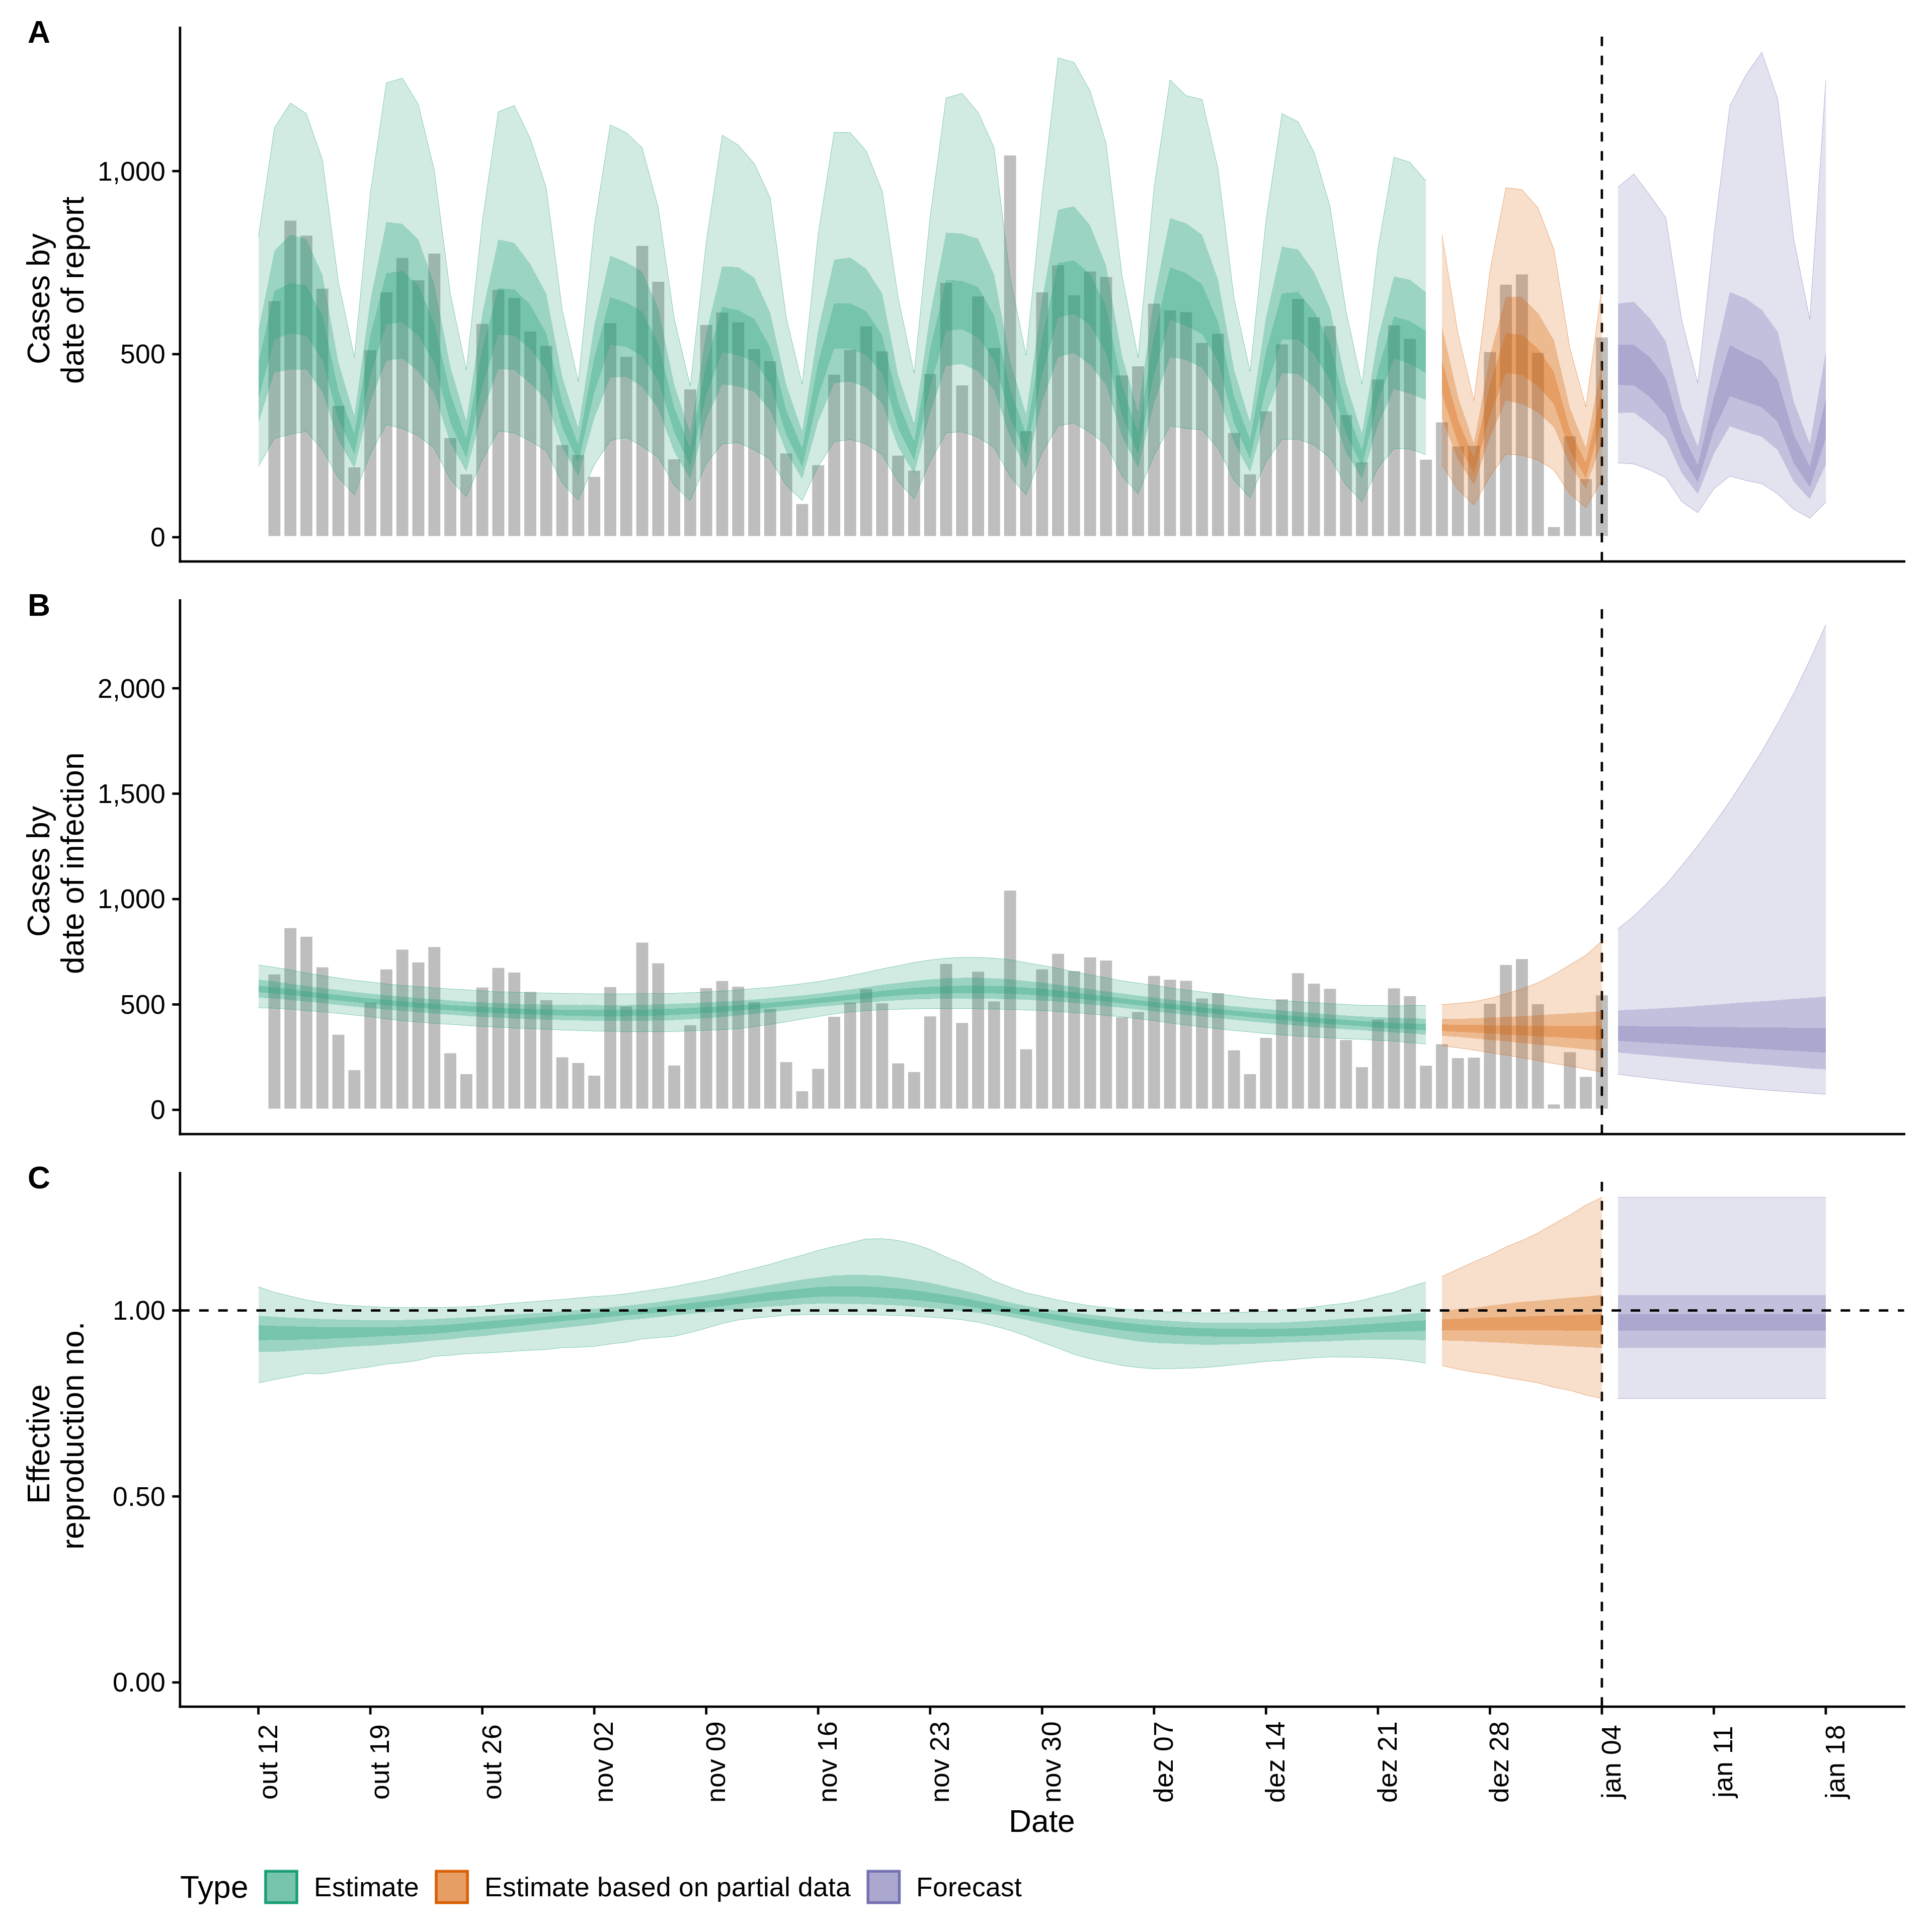 A
Cases by
date of report
1,000
500
0
B
Cases by
date of infection
2,000
1,500
1,000
500
0
C
Effective
reproduction no.
1.00
0.50
0.00
out 12
out 19
out 26
nov 02
nov 09
nov 16
nov 23
nov 30
dez 07
dez 14
dez 21
dez 28
jan 04
jan 11
jan 18
Date
Type Estimate Estimate based on partial data Forecast